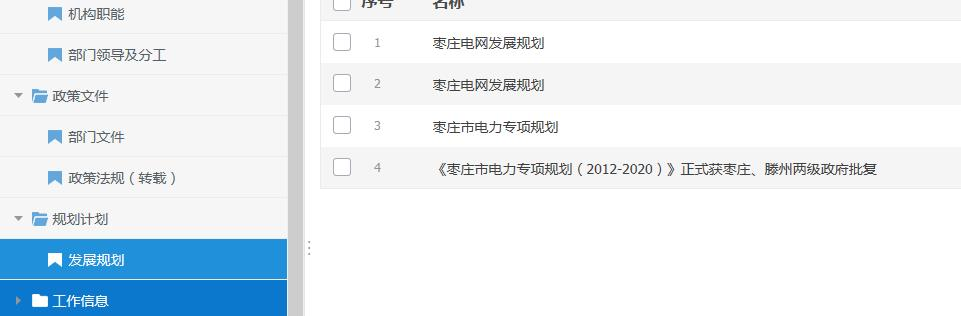 机构职能
部门领导及分工
政策文件
部门文件
政策法规（转载）
规划计划
发展规划
工作信息
序号 名称
1 枣庄电网发展规划
2 枣庄电网发展规划
3 枣庄市电力专项规划
4 《枣庄市电力专项规划（2012-2020）》正式获枣庄、滕州两级政府批复